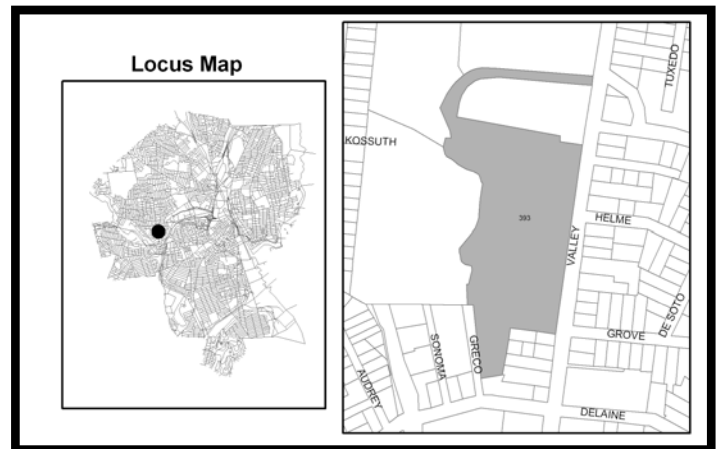 Locus Map
TUXEDO
KOSSUTH
393
HELME
VALLEY
DE SOTO
GROVE
SONOMA
GRECO
AUDREY
DELAINE